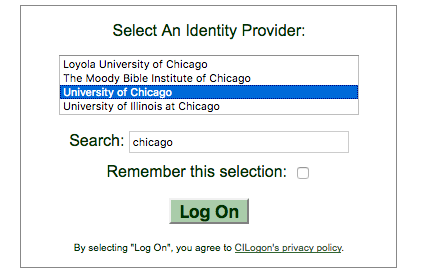 Select An Identity Provider:
Loyola University of Chicago
The Moody Bible Institute of Chicago
University of Chicago
University of Illinois at Chicago
Search: chicago
Remember this selection:
Log On
By selecting "Log On", you agree to CILogon's privacy policy.